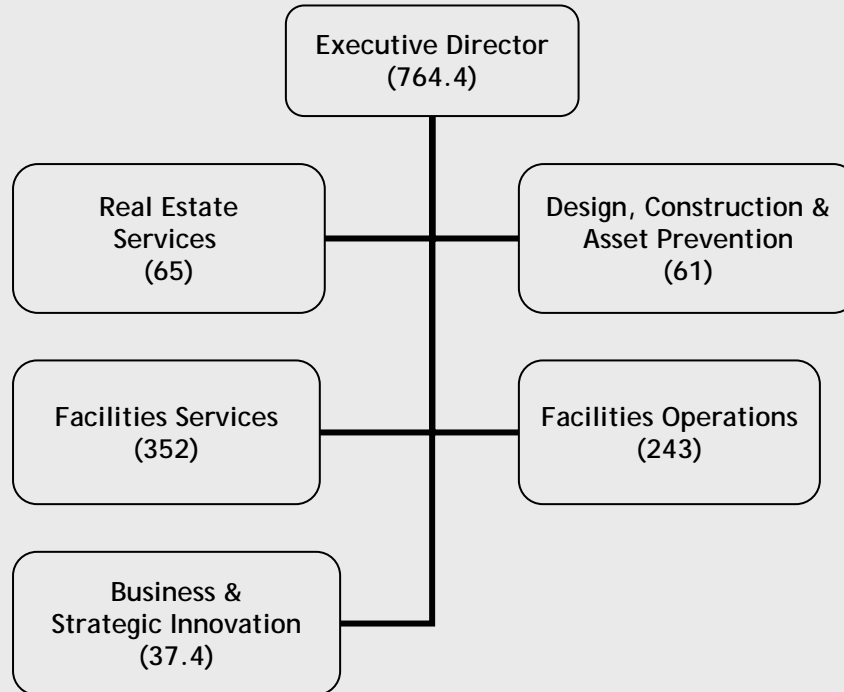 Executive Director
(764.4)
Real Estate
Services
(65)
Design, Construction &
Asset Prevention
(61)
Facilities Services
(352)
Facilities Operations
(243)
Business &
Strategic Innovation
(37.4)